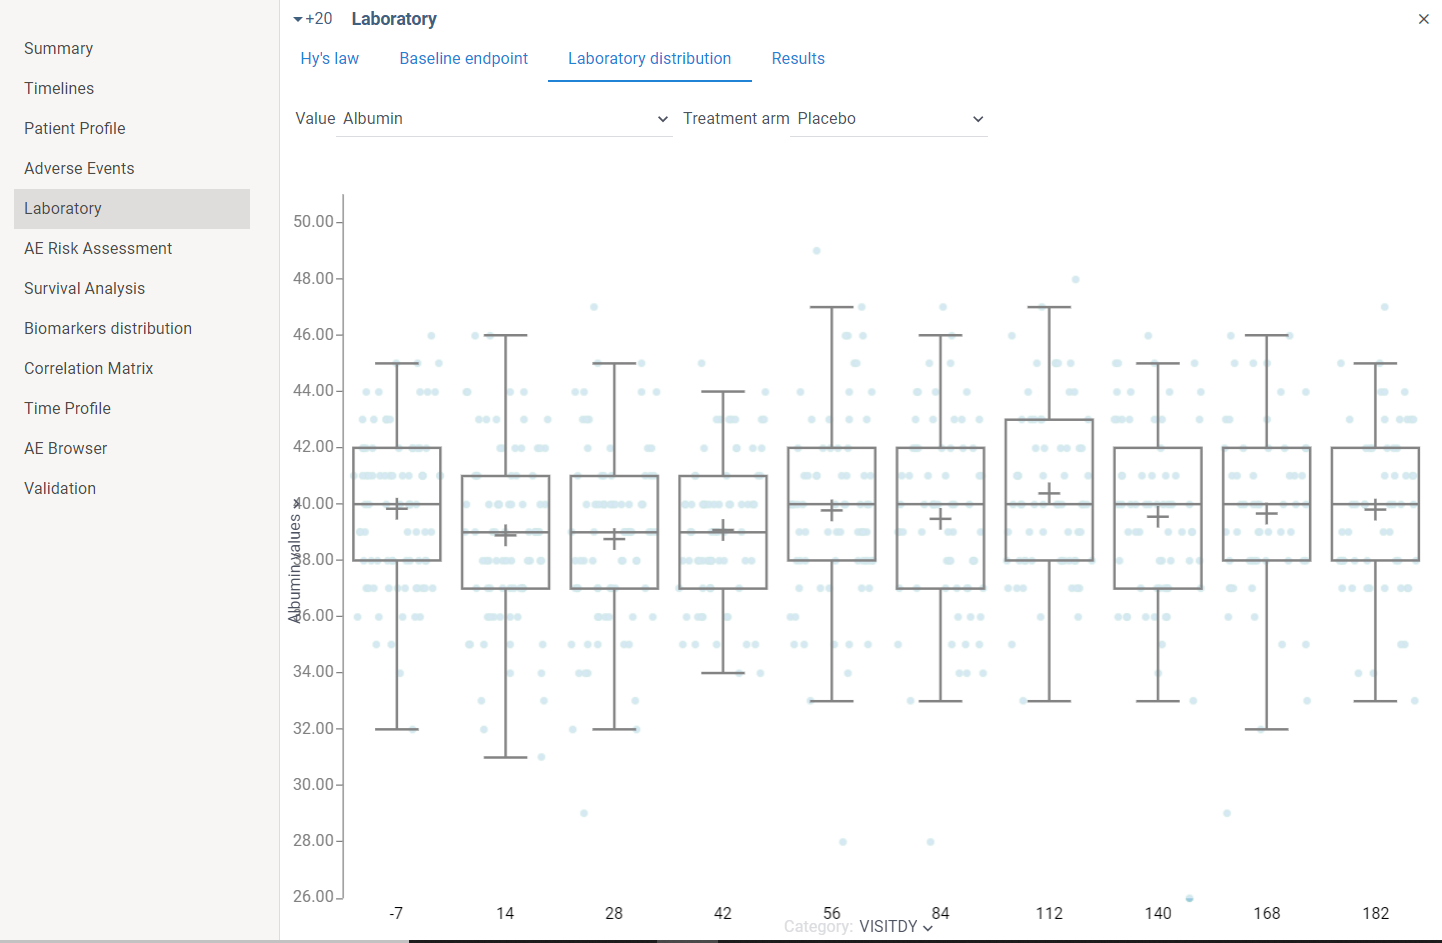 +20 Laboratory ×
Summary
Timelines
Patient Profile
Adverse Events
Laboratory
AE Risk Assessment
Survival Analysis
Biomarkers distribution
Correlation Matrix
Time Profile
AE Browser
Validation
Hy's law Baseline endpoint Laboratory distribution Results
Value Albumin Treatment arm Placebo
50.00
48.00
46.00
44.00
42.00
40.00
38.00
36.00
34.00
32.00
30.00
28.00
26.00
Albumin values
-7 14 28 42 56 84 112 140 168 182
Category: VISITDY